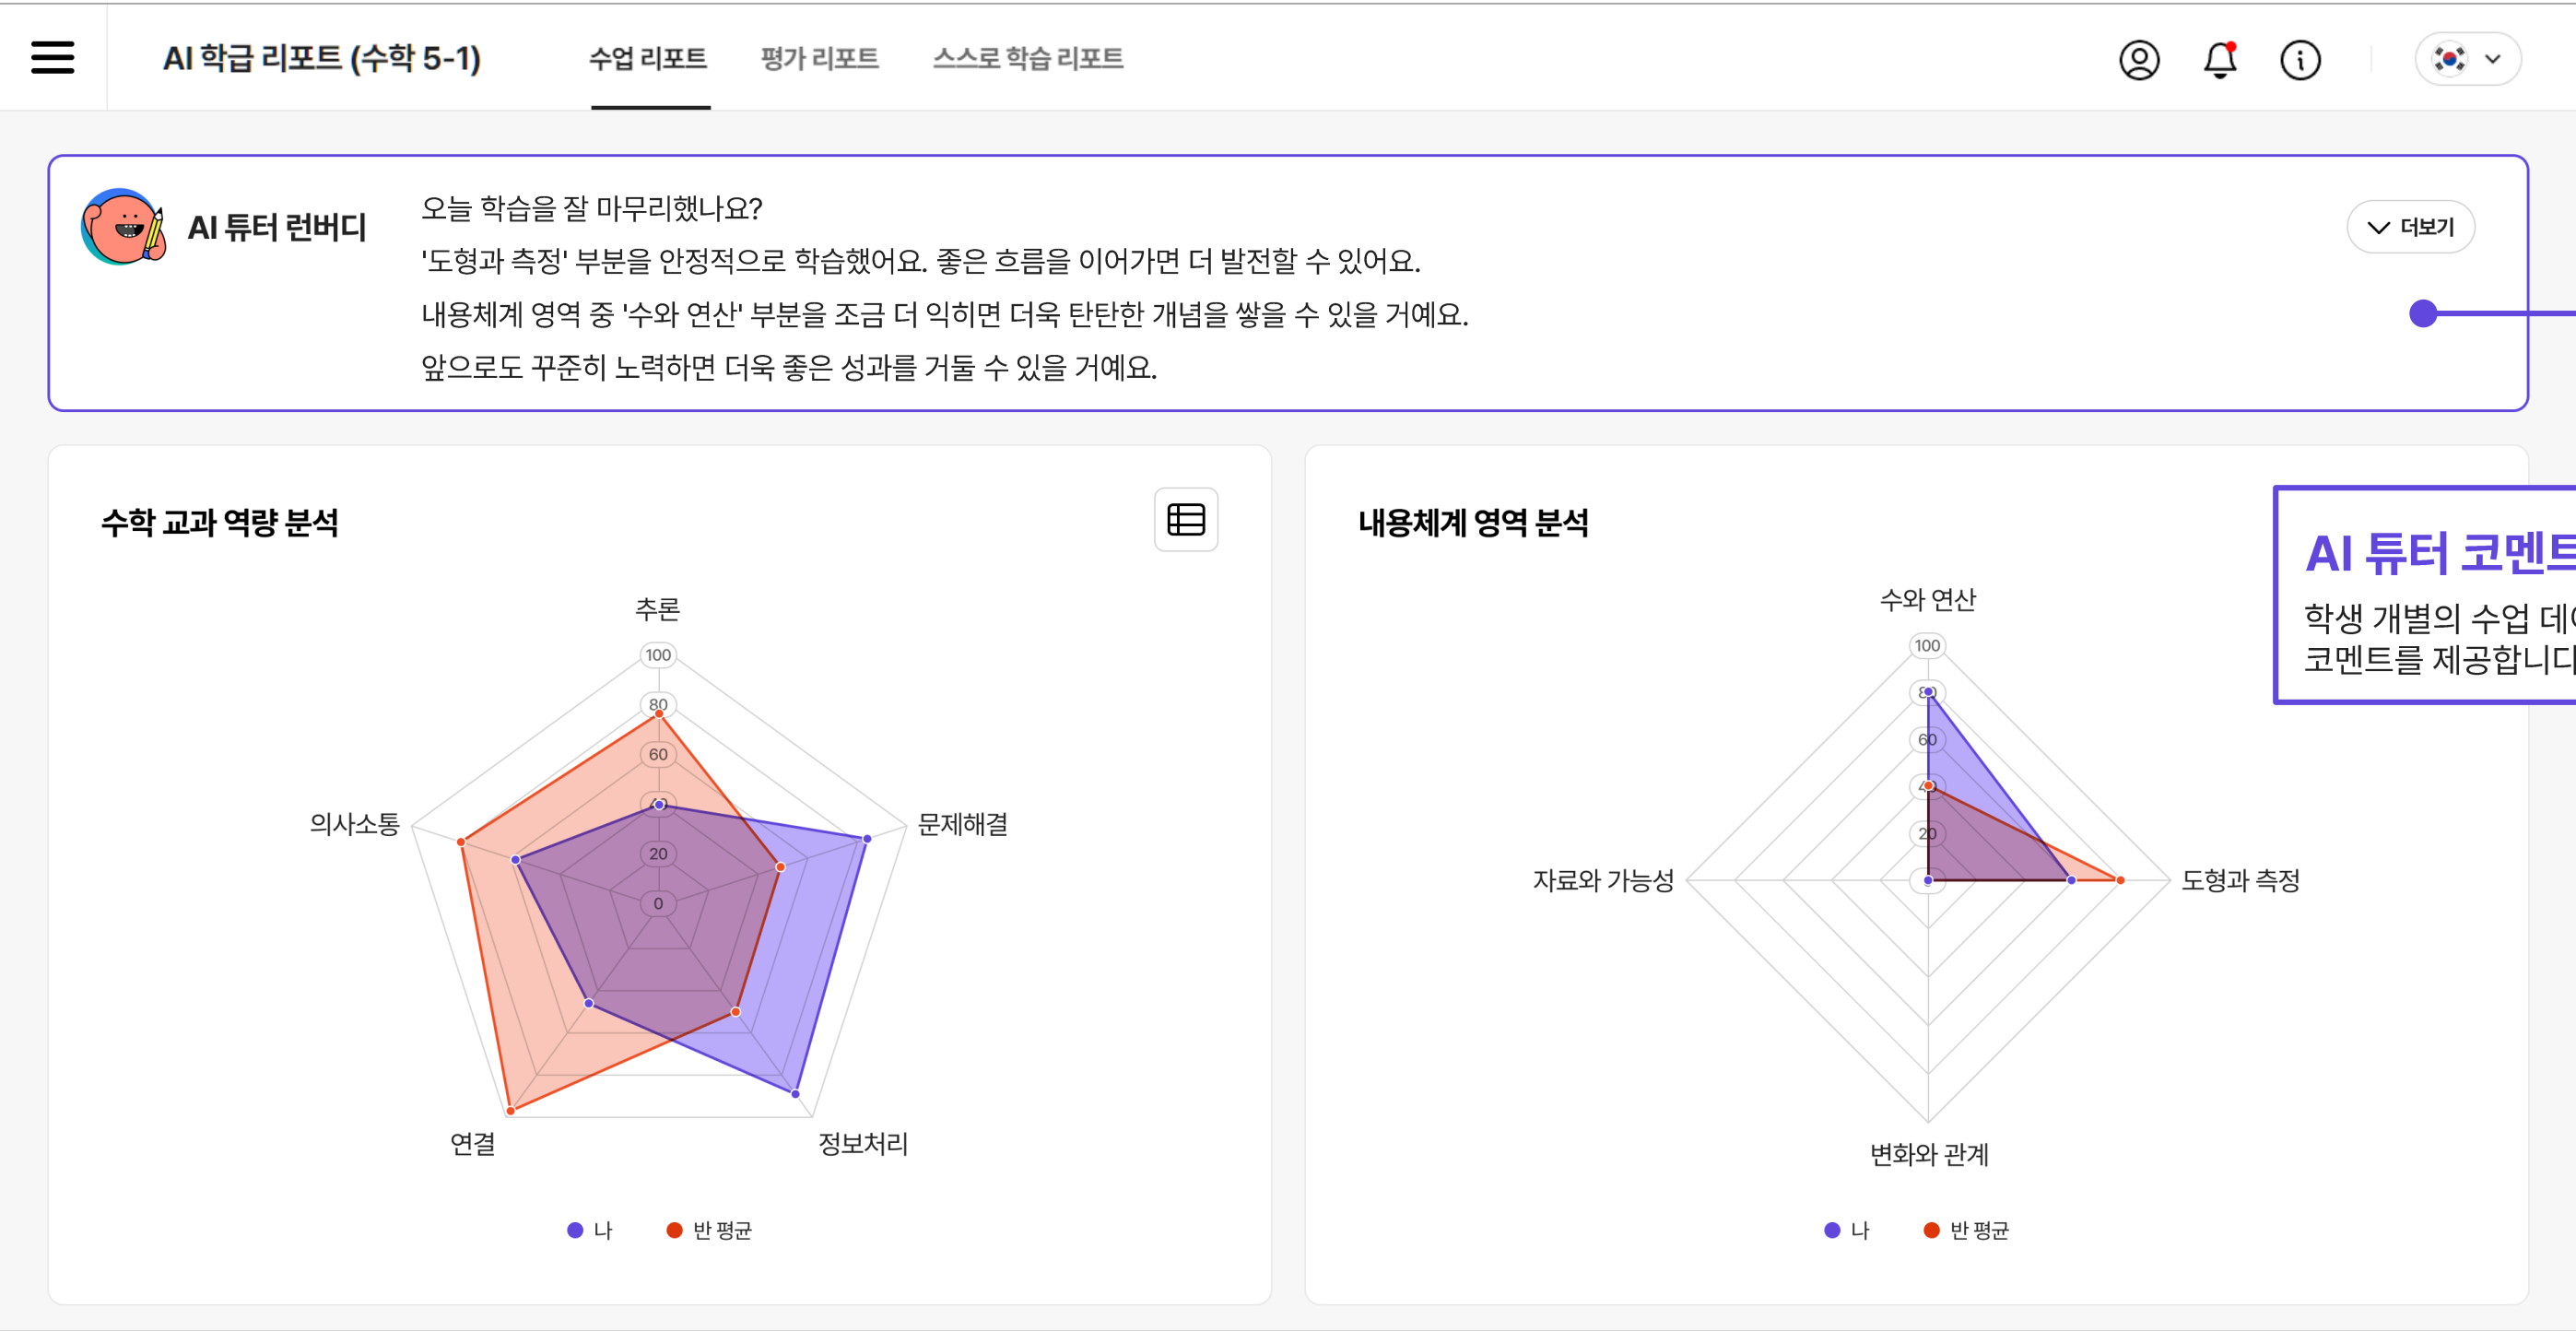 AI 학급 리포트 (수학 5-1)
수업 리포트
평가 리포트
스스로 학습 리포트
AI 튜터 런버디
오늘 학습을 잘 마무리했나요?
'도형과 측정' 부분을 안정적으로 학습했어요. 좋은 흐름을 이어가면 더 발전할 수 있어요.
내용체계 영역 중 '수와 연산' 부분을 조금 더 익히면 더욱 탄탄한 개념을 쌓을 수 있을 거예요.
앞으로도 꾸준히 노력하면 더욱 좋은 성과를 거둘 수 있을 거예요.
더보기
수학 교과 역량 분석
추론
100
80
60
40
20
0
의사소통
문제해결
연결
정보처리
나
반 평균
내용체계 영역 분석
수와 연산
100
80
60
40
20
자료와 가능성
도형과 측정
변화와 관계
나
반 평균
AI 튜터 코멘트
학생 개별의 수업
코멘트를 제공합니다